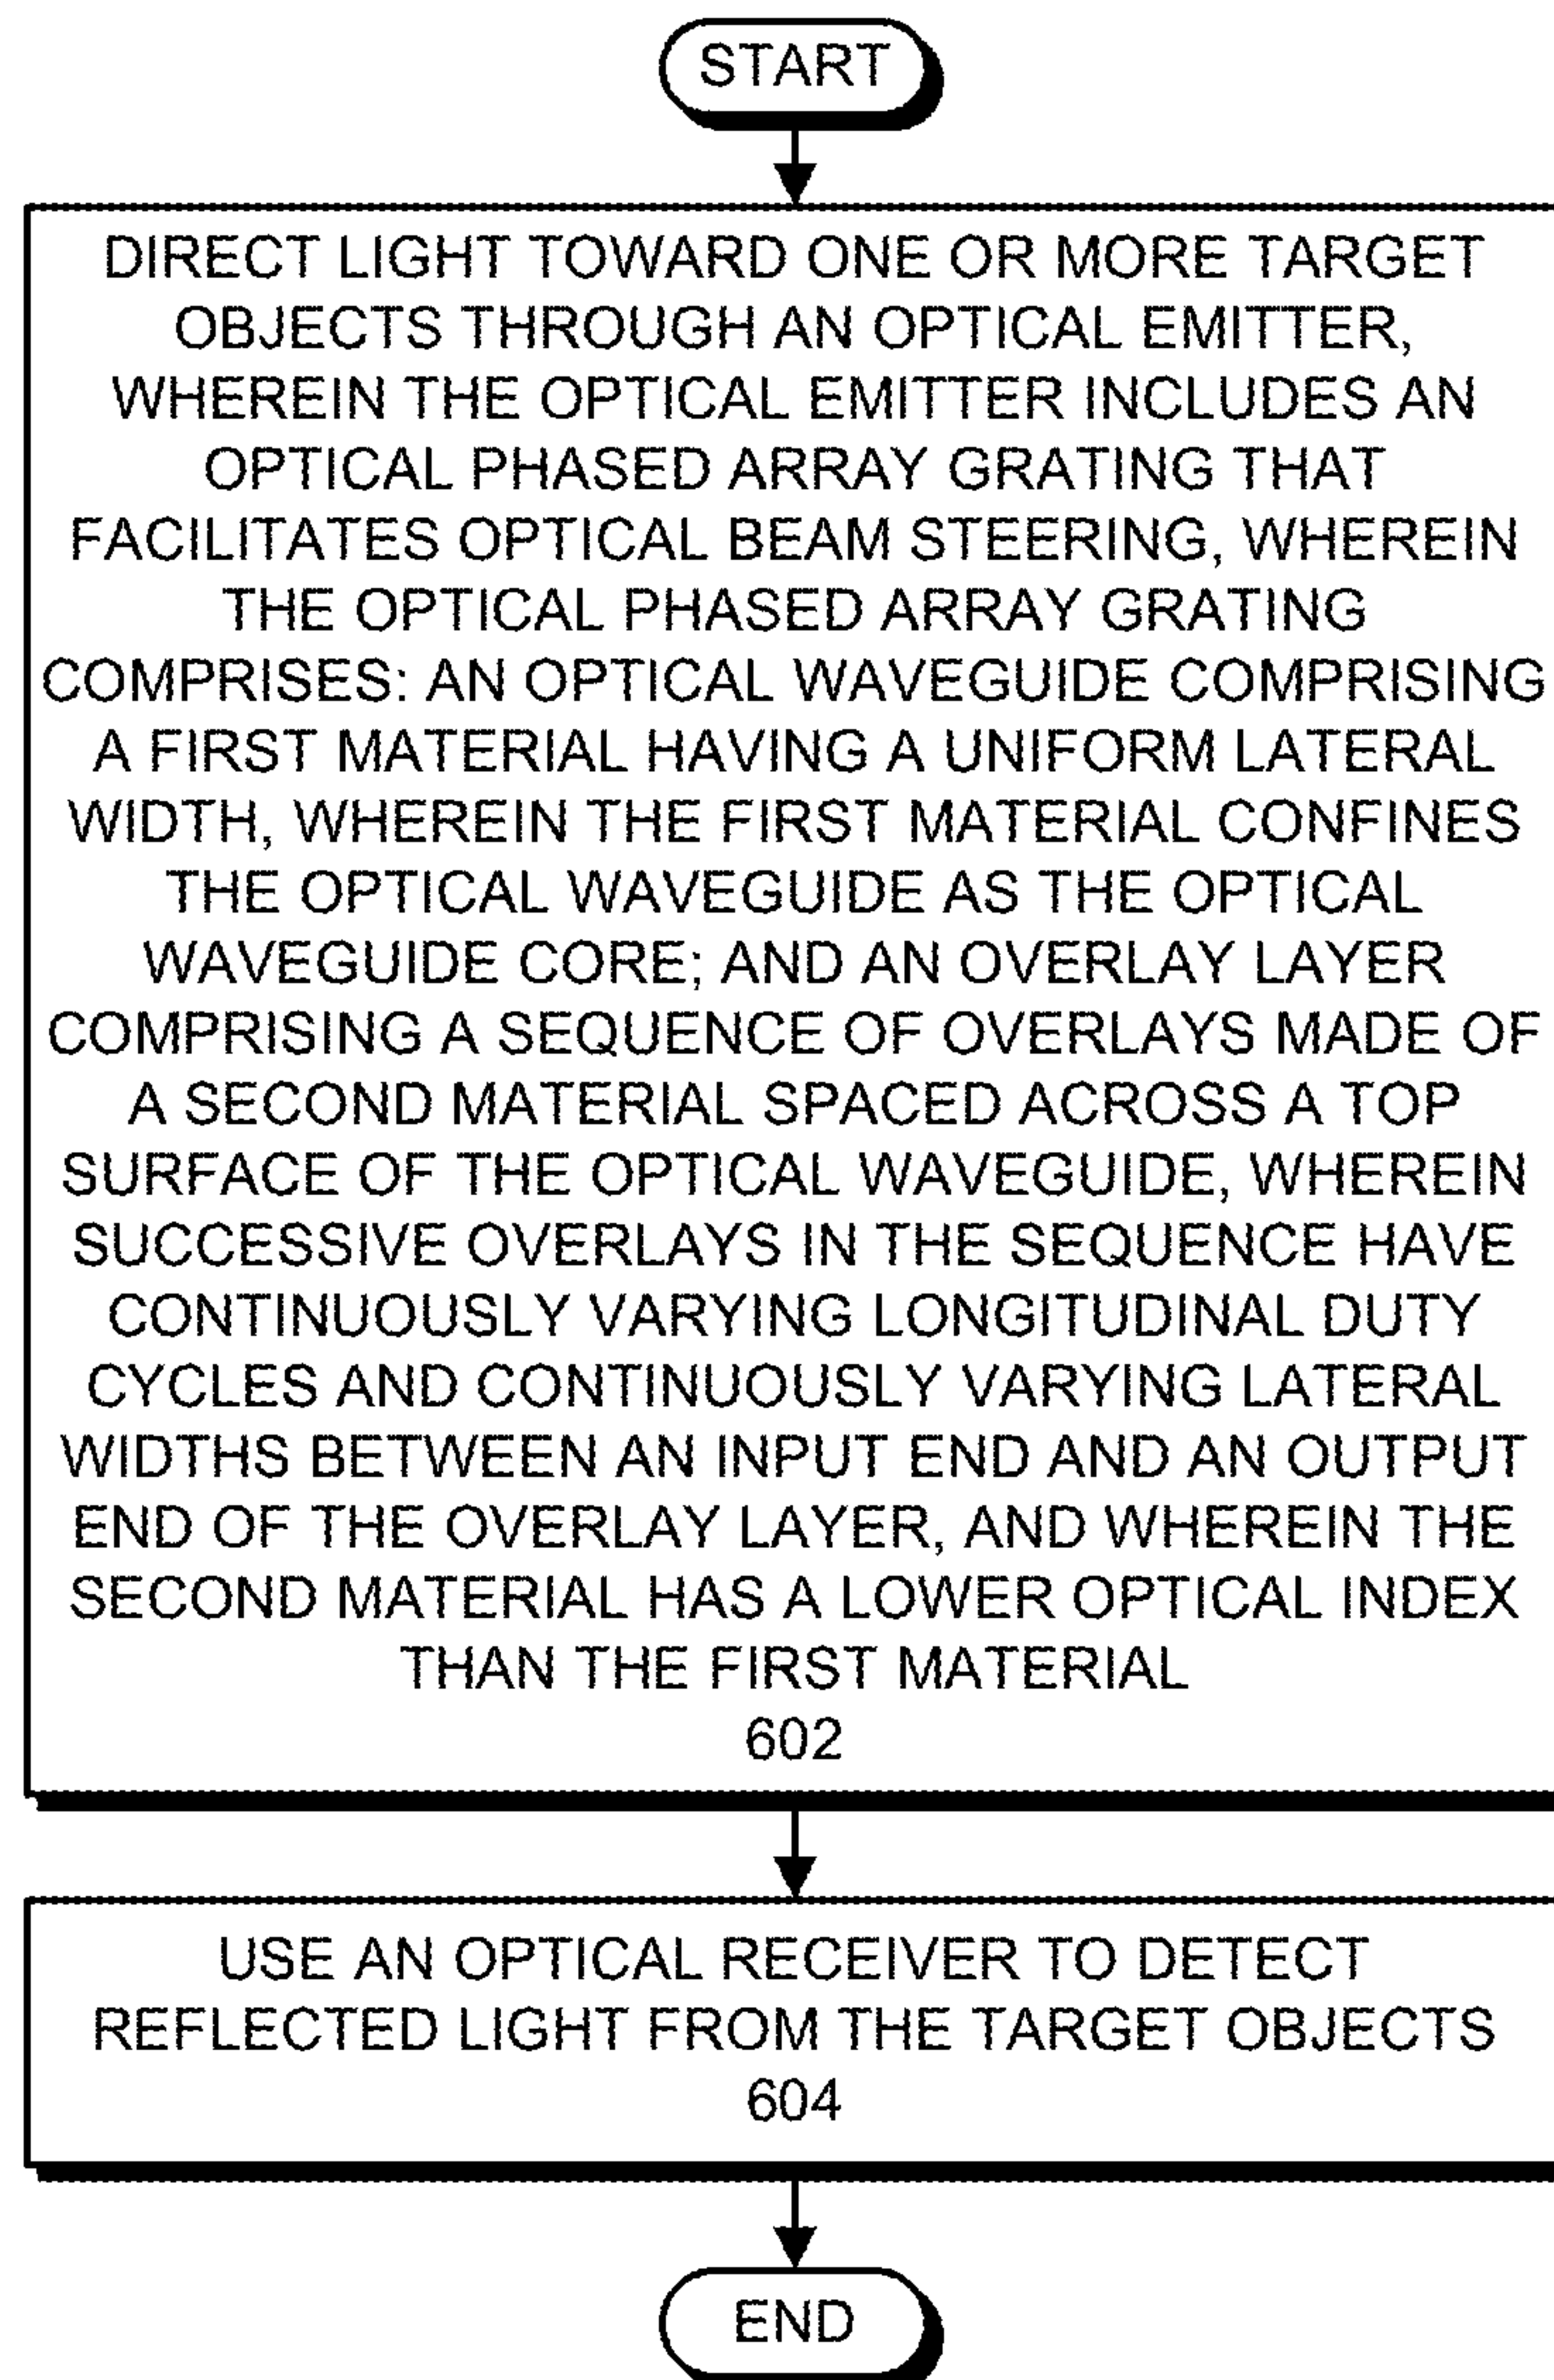 START
DIRECT LIGHT TOWARD ONE OR MORE TARGET
OBJECTS THROUGH AN OPTICAL EMITTER,
WHEREIN THE OPTICAL EMITTER INCLUDES AN
OPTICAL PHASED ARRAY GRATING THAT
FACILITATES OPTICAL BEAM STEERING, WHEREIN
THE OPTICAL PHASED ARRAY GRATING
COMPRISES: AN OPTICAL WAVEGUIDE COMPRISING
A FIRST MATERIAL HAVING A UNIFORM LATERAL
WIDTH, WHEREIN THE FIRST MATERIAL CONFINES
THE OPTICAL WAVEGUIDE AS THE OPTICAL
WAVEGUIDE CORE; AND AN OVERLAY LAYER
COMPRISING A SEQUENCE OF OVERLAYS MADE OF
A SECOND MATERIAL SPACED ACROSS A TOP
SURFACE OF THE OPTICAL WAVEGUIDE, WHEREIN
SUCCESSIVE OVERLAYS IN THE SEQUENCE HAVE
CONTINUOUSLY VARYING LONGITUDINAL DUTY
CYCLES AND CONTINUOUSLY VARYING LATERAL
WIDTHS BETWEEN AN INPUT END AND AN OUTPUT
END OF THE OVERLAY LAYER, AND WHEREIN THE
SECOND MATERIAL HAS A LOWER OPTICAL INDEX
THAN THE FIRST MATERIAL
602
USE AN OPTICAL RECEIVER TO DETECT
REFLECTED LIGHT FROM THE TARGET OBJECTS
604
END